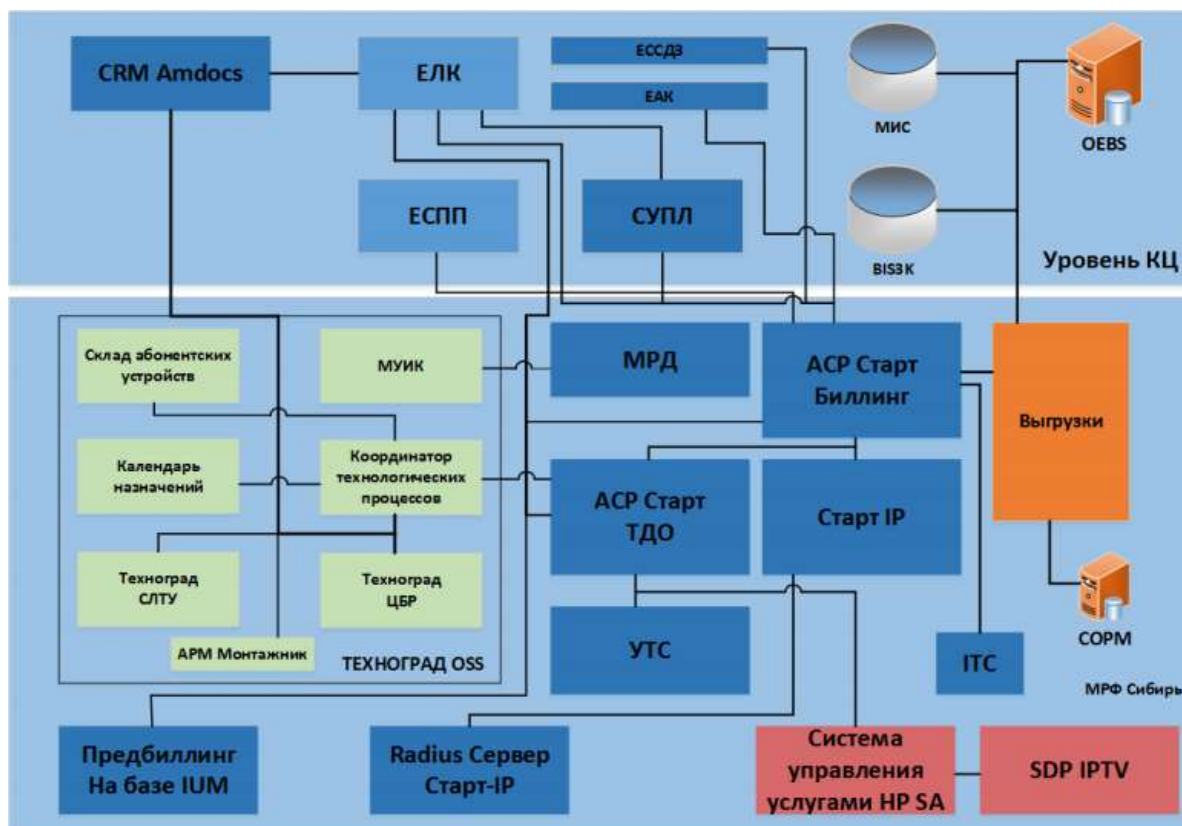 CRM Amdocs
ЕЛК
ЕССДЗ
ЕАК
МИС
OEBS
ЕСПП
СУПЛ
BIS3K
Уровень КЦ
Склад абонентских
устройств
МУИК
МРД
АСР Старт
Биллинг
Выгрузки
Календарь
назначений
Координатор
технологических
процессов
АСР Старт
ТДО
Старт IP
Техноград
СЛТУ
Техноград
ЦБР
АРМ Монтажник
ТЕХНОГРАД OSS
УТС
ITC
СОРМ
МРФ Сибирь
Предбиллинг
На базе IUM
Radius Сервер
Старт-IP
Система
управления
услугами HP SA
SDP IPTV